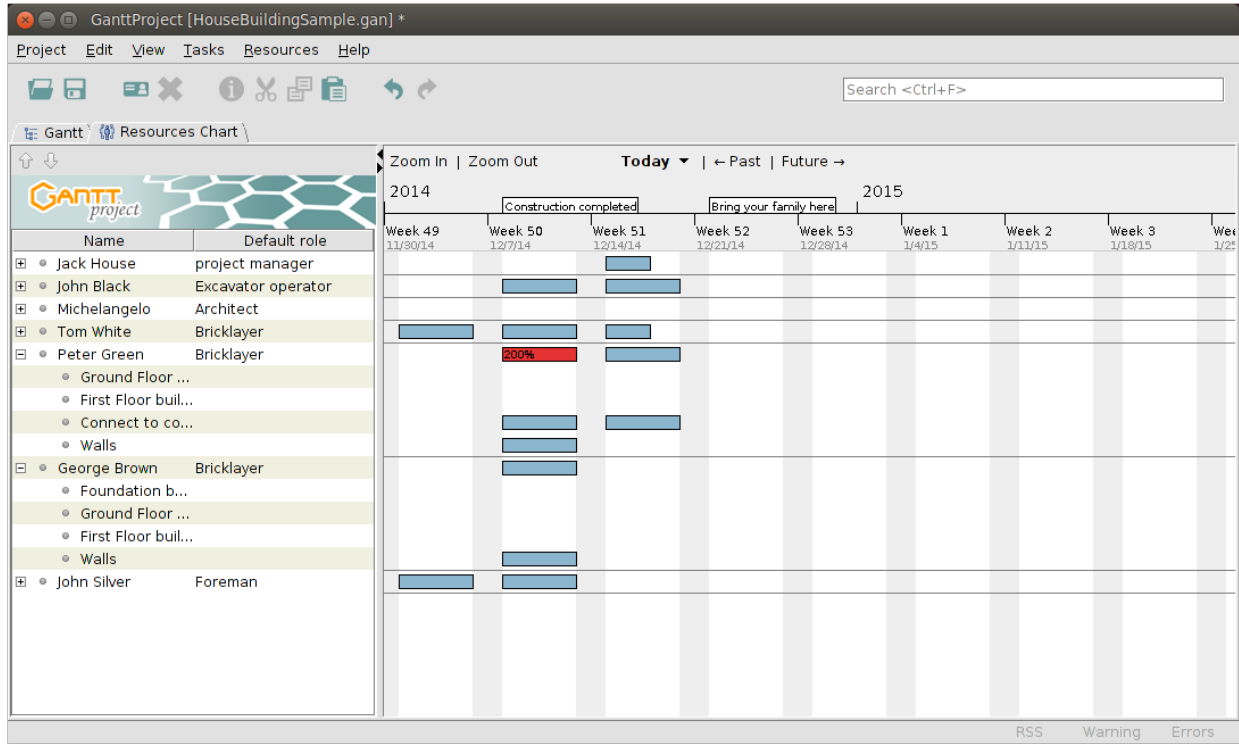 GanttProject [HouseBuildingSample.gan] *
Project Edit View Tasks Resources Help
Search <Ctrl+F>
Gantt Resources Chart
Zoom In | Zoom Out Today | ← Past | Future →
GANTT project
2014 2015
Construction completed Bring your family here
Name Default role
Week 49 Week 50 Week 51 Week 52 Week 53 Week 1 Week 2 Week 3 Wee
11/30/14 12/7/14 12/14/14 12/21/14 12/28/14 1/4/15 1/11/15 1/18/15 1/25
Jack House project manager
John Black Excavator operator
Michelangelo Architect
Tom White Bricklayer
Peter Green Bricklayer 200%
Ground Floor ...
First Floor buil...
Connect to co...
Walls
George Brown Bricklayer
Foundation b...
Ground Floor ...
First Floor buil...
Walls
John Silver Foreman
RSS Warning Errors